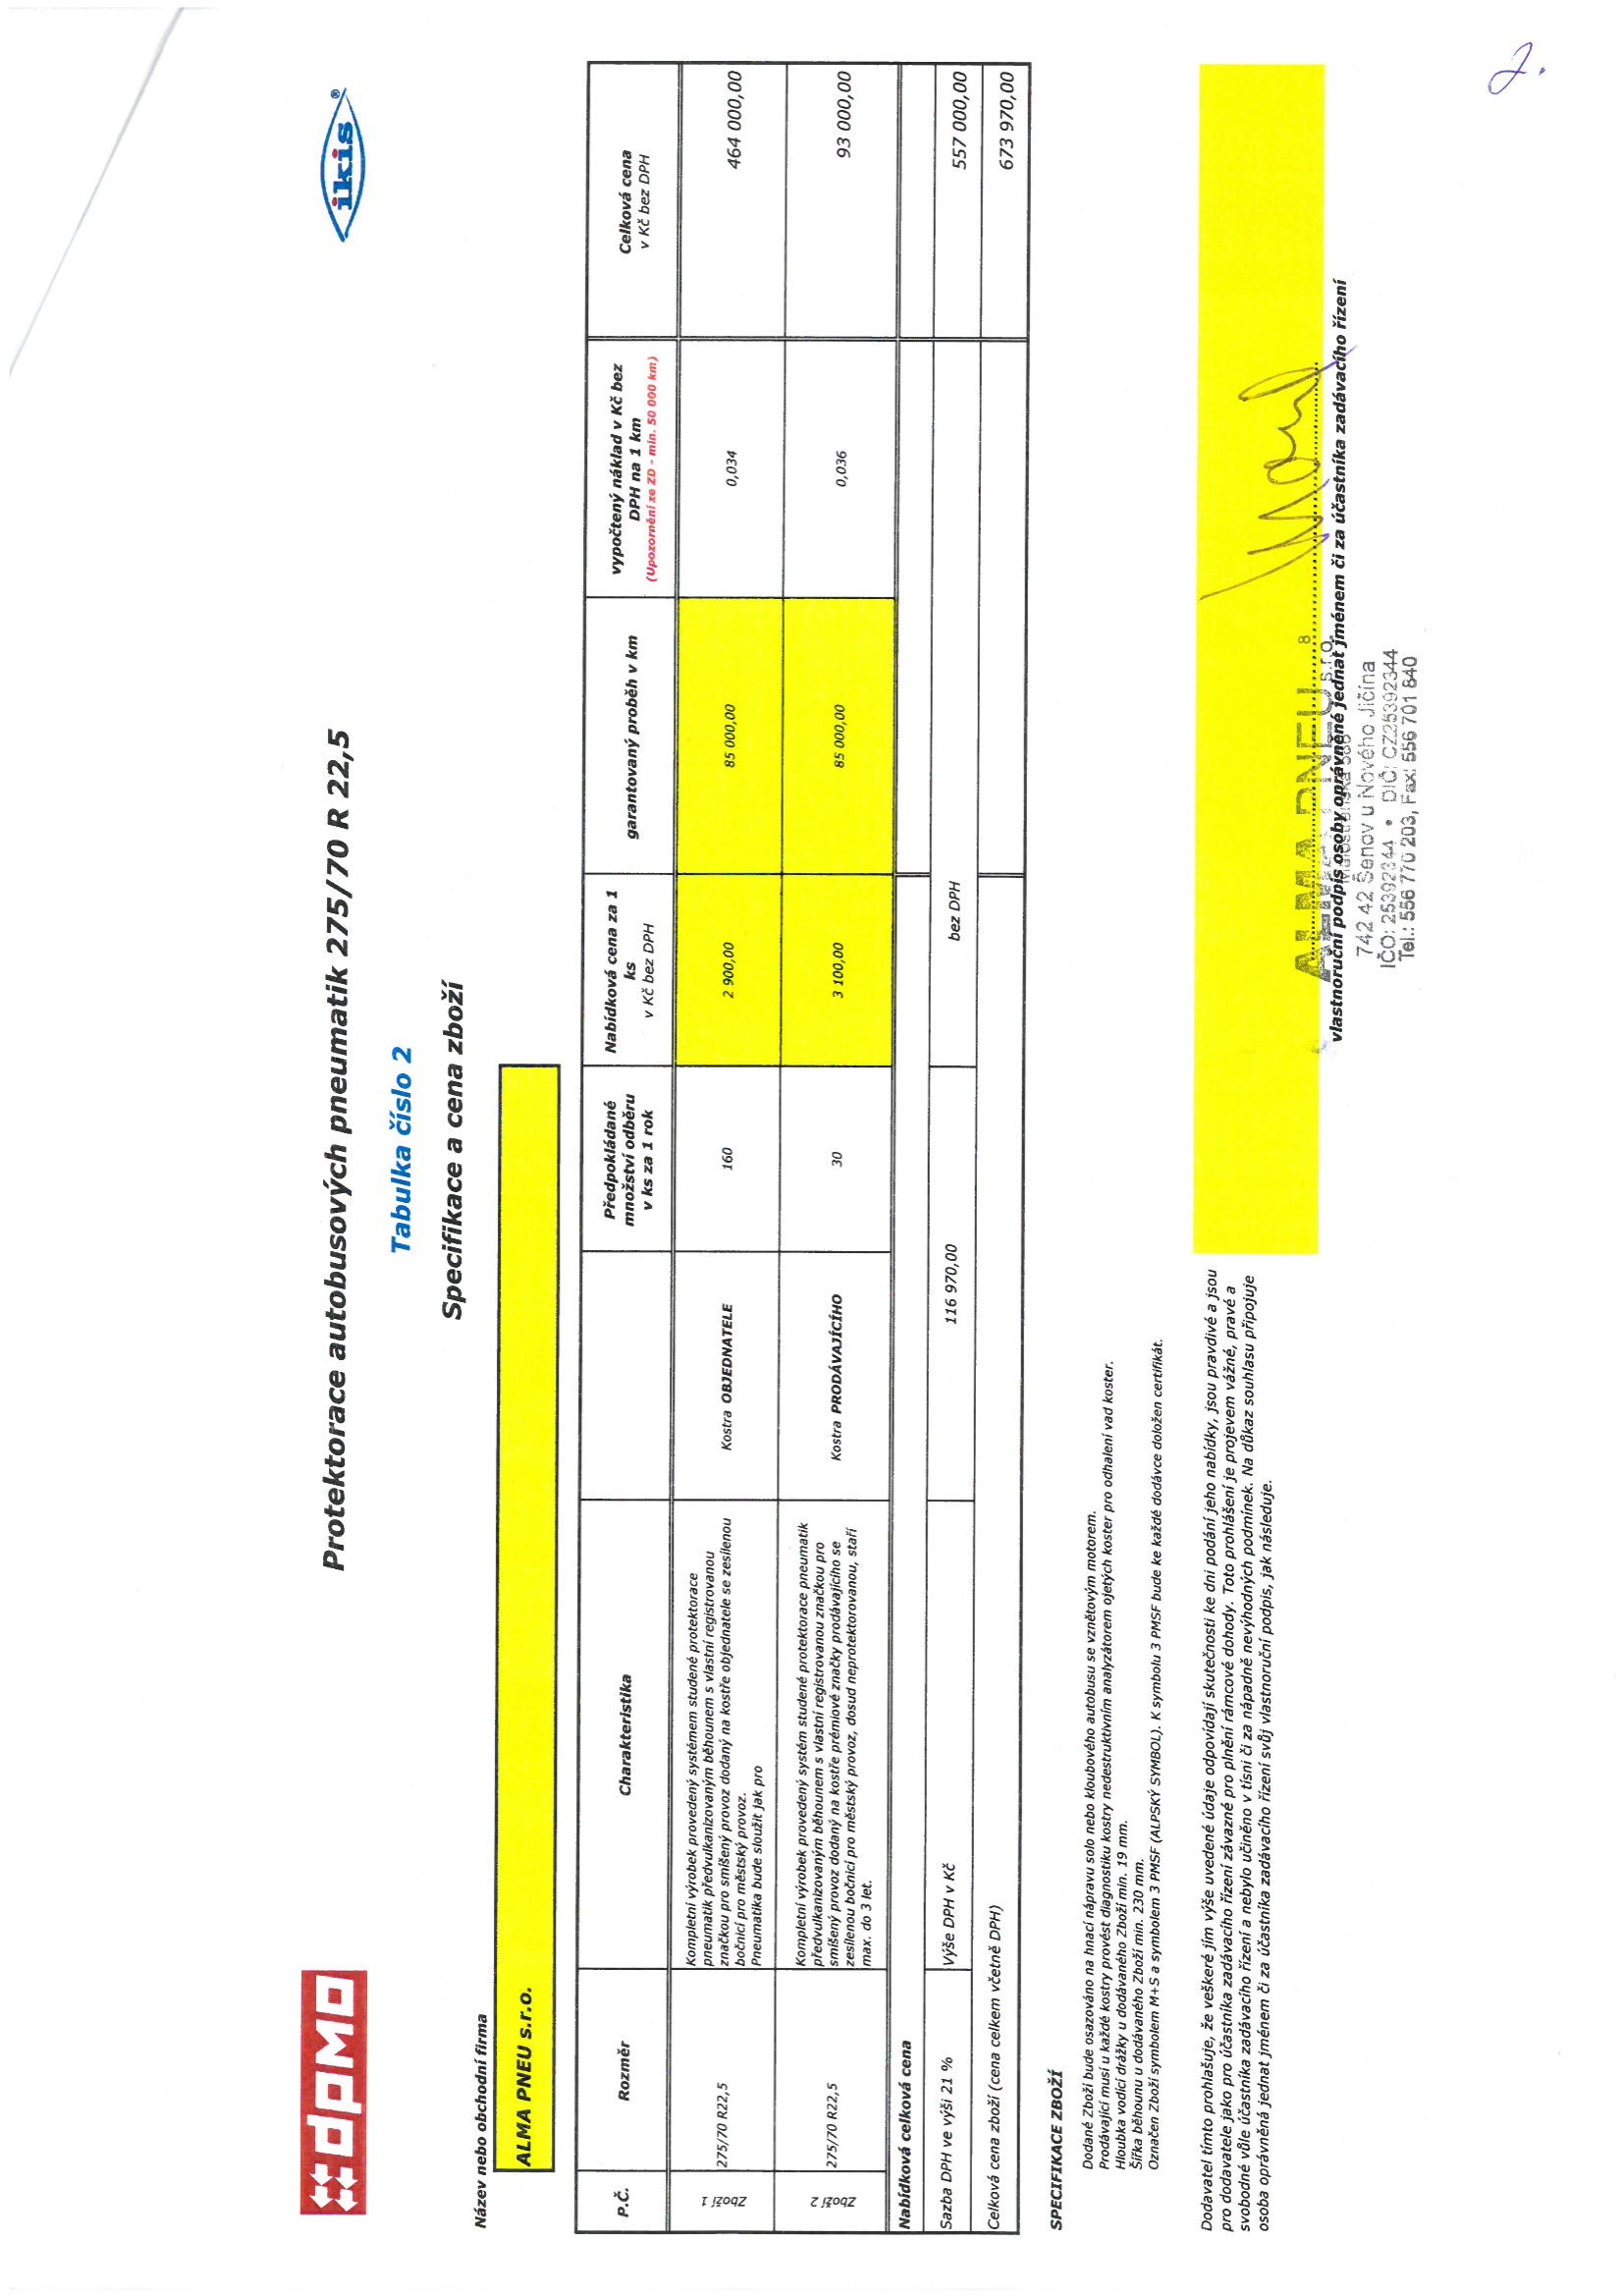 dpmo
ikis®
Protektorace autobusových pneumatik 275/70 R 22,5
Tabulka číslo 2
Specifikace a cena zboží
Název nebo obchodní firma
ALMA PNEU s.r.o.
P.Č.
Rozměr
Charakteristika
Předpokládané
množství odběru
v ks za 1 rok
Nabídková cena za 1
ks
v Kč bez DPH
garantovaný proběh v km
vypočtený náklad v Kč bez
DPH na 1 km
(Upozornění ze ZD - min. 50 000 km)
Celková cena
v Kč bez DPH
Zboží 1
275/70 R22,5
Kompletní výrobek provedený systémem studené protektorace
pneumatik předvulkanizovaným běhounem s vlastní registrovanou
značkou pro smíšený provoz dodaný na kostře objednatele se zesílenou
bočnicí pro městský provoz.
Pneumatika bude sloužit jak pro
Kostra OBJEDNATELE
160
2 900,00
85 000,00
0,034
464 000,00
Zboží 2
275/70 R22,5
Kompletní výrobek provedený systém studené protektorace pneumatik
předvulkanizovaným běhounem s vlastní registrovanou značkou pro
smíšený provoz dodaný na kostře prémiové značky prodávajícího se
zesílenou bočnicí pro městský provoz, dosud neprotektorovanou, staří
max. do 3 let.
Kostra PRODÁVAJÍCÍHO
30
3 100,00
85 000,00
0,036
93 000,00
Nabídková celková cena
Sazba DPH ve výši 21 %
Výše DPH v Kč
116 970,00
bez DPH
557 000,00
Celková cena zboží (cena celkem včetně DPH)
673 970,00
SPECIFIKACE ZBOŽÍ
Dodané Zboží bude osazováno na hnací nápravu solo nebo kloubového autobusu se vznětovým motorem.
Prodávající musí u každé kostry provést diagnostiku kostry nedestruktivním analyzátorem ojetých koster pro odhalení vad koster.
Hloubka vodící drážky u dodávaného Zboží min. 19 mm.
Šířka běhounu u dodávaného Zboží min. 230 mm.
Označen Zboží symbolem M+S a symbolem 3 PMSF (ALPSKÝ SYMBOL). K symbolu 3 PMSF bude ke každé dodávce doložen certifikát.
Dodavatel tímto prohlašuje, že veškeré jím výše uvedené údaje odpovídají skutečnosti ke dni podání jeho nabídky, jsou pravdivé a jsou
pro dodavatele jako pro účastníka zadávacího řízení závazné pro plnění rámcové dohody. Toto prohlášení je projevem vážné, pravé a
svobodné vůle účastníka zadávacího řízení a nebylo učiněno v tísni či za nápadně nevýhodných podmínek. Na důkaz souhlasu připojuje
osoba oprávněná jednat jménem či za účastníka zadávacího řízení svůj vlastnoruční podpis, jak následuje.
ALMA PNEU s.r.o.
8
vlastnoruční podpis osoby oprávněné jednat jménem či za účastníka zadávacího řízení
742 42 Šenov u Nového Jičína
IČO: 25392344 • DIČ: CZ25392344
Tel.: 556 770 203, Fax: 556 701 840
2.